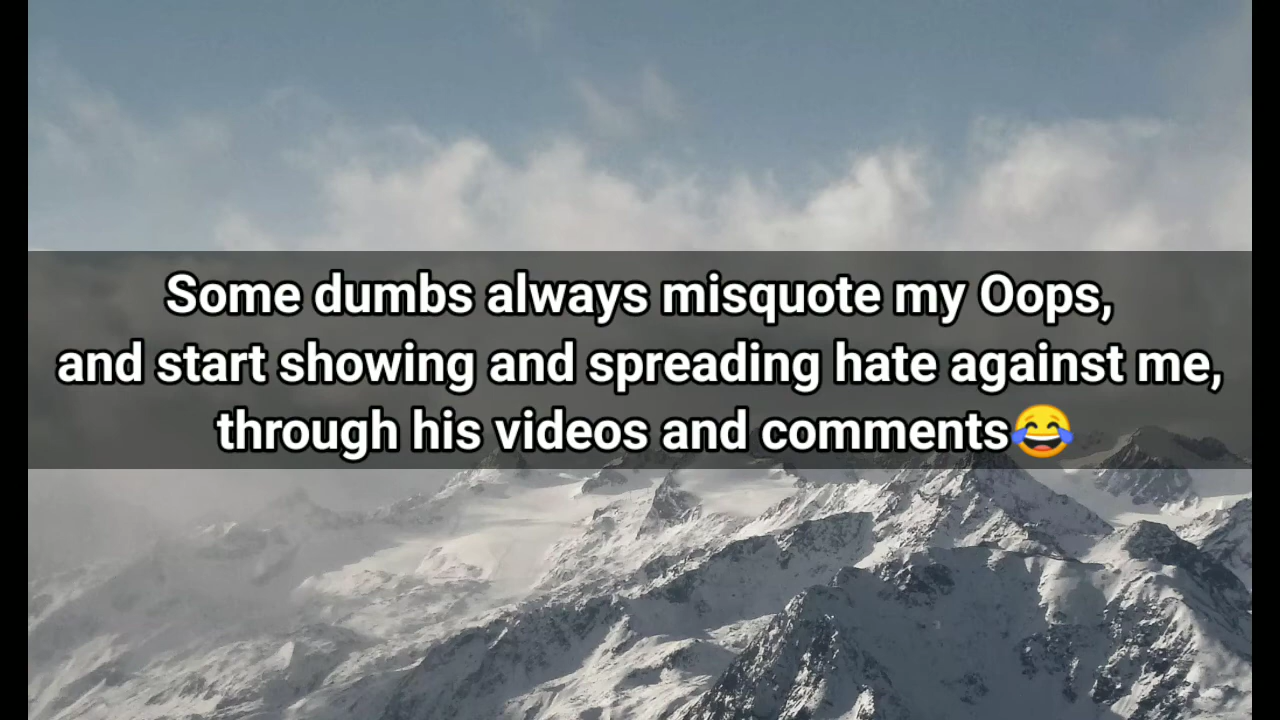 Some dumbs always misquote my Oops,
and start showing and spreading hate against me,
through his videos and comments😂